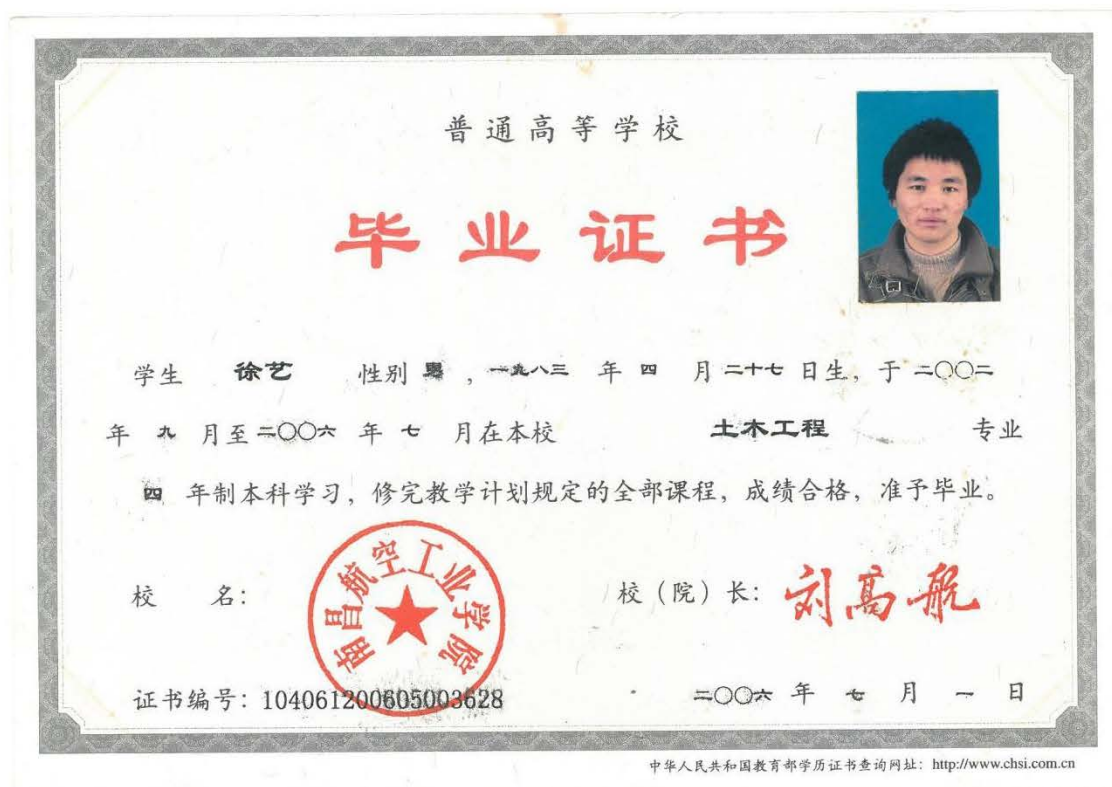 普通高等学校
毕业证书
学生 徐艺 性别 男，一九八三 年 四 月 二十七 日生，于 二〇〇二
年 九 月至 二〇〇六 年 七 月在本校 土木工程 专业
四 年制本科学习，修完教学计划规定的全部课程，成绩合格，准予毕业。
校 名：
南昌航空工业学院
校（院）长：刘高航
证书编号：104061200605003628
二〇〇六 年 七 月 一 日
中华人民共和国教育部学历证书查询网址：http://www.chsi.com.cn